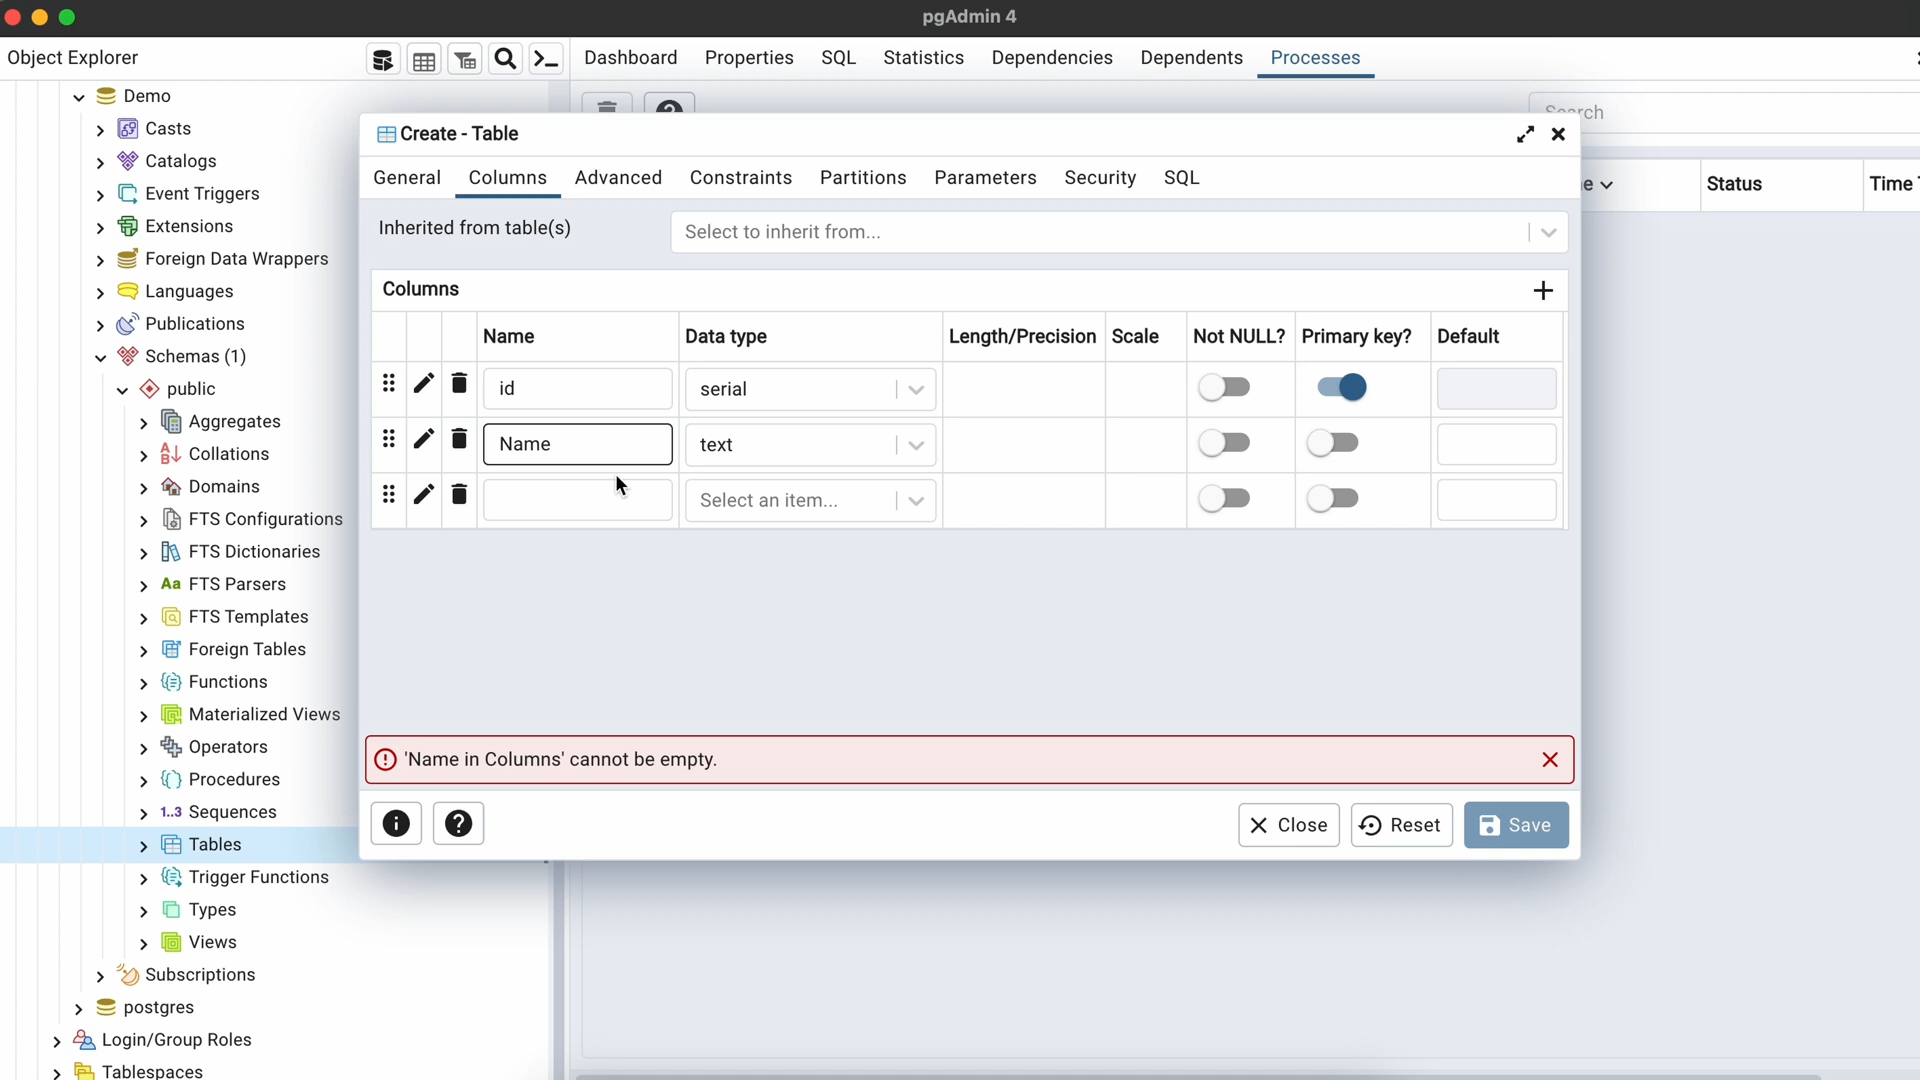 pgAdmin 4
Object Explorer
Dashboard Properties SQL Statistics Dependencies Dependents Processes
Demo
Casts
Catalogs
Event Triggers
Extensions
Foreign Data Wrappers
Languages
Publications
Schemas (1)
public
Aggregates
Collations
Domains
FTS Configurations
FTS Dictionaries
Aa FTS Parsers
FTS Templates
Foreign Tables
Functions
Materialized Views
Operators
Procedures
1..3 Sequences
Tables
Trigger Functions
Types
Views
Subscriptions
postgres
Login/Group Roles
Tablespaces
Search
Status Time
Create - Table
General Columns Advanced Constraints Partitions Parameters Security SQL
Inherited from table(s) Select to inherit from...
Columns
Name Data type Length/Precision Scale Not NULL? Primary key? Default
id serial
Name text
Select an item...
'Name in Columns' cannot be empty.
Close Reset Save